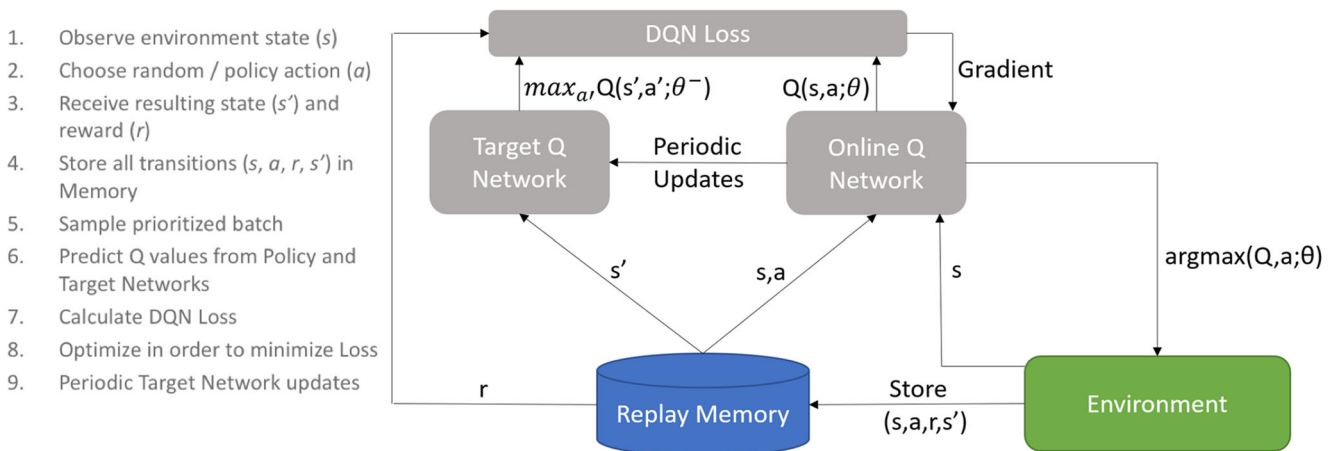 1. Observe environment state (s)
2. Choose random / policy action (a)
3. Receive resulting state (s’) and
reward (r)
4. Store all transitions (s, a, r, s’) in
Memory
5. Sample prioritized batch
6. Predict Q values from Policy and
Target Networks
7. Calculate DQN Loss
8. Optimize in order to minimize Loss
9. Periodic Target Network updates
DQN Loss
maxₐ,Q(s’,a’;θ⁻)
Q(s,a;θ)
Gradient
Target Q
Network
Periodic
Updates
Online Q
Network
s’
s,a
s
argmax(Q,a;θ)
r
Replay Memory
Store
(s,a,r,s’)
Environment